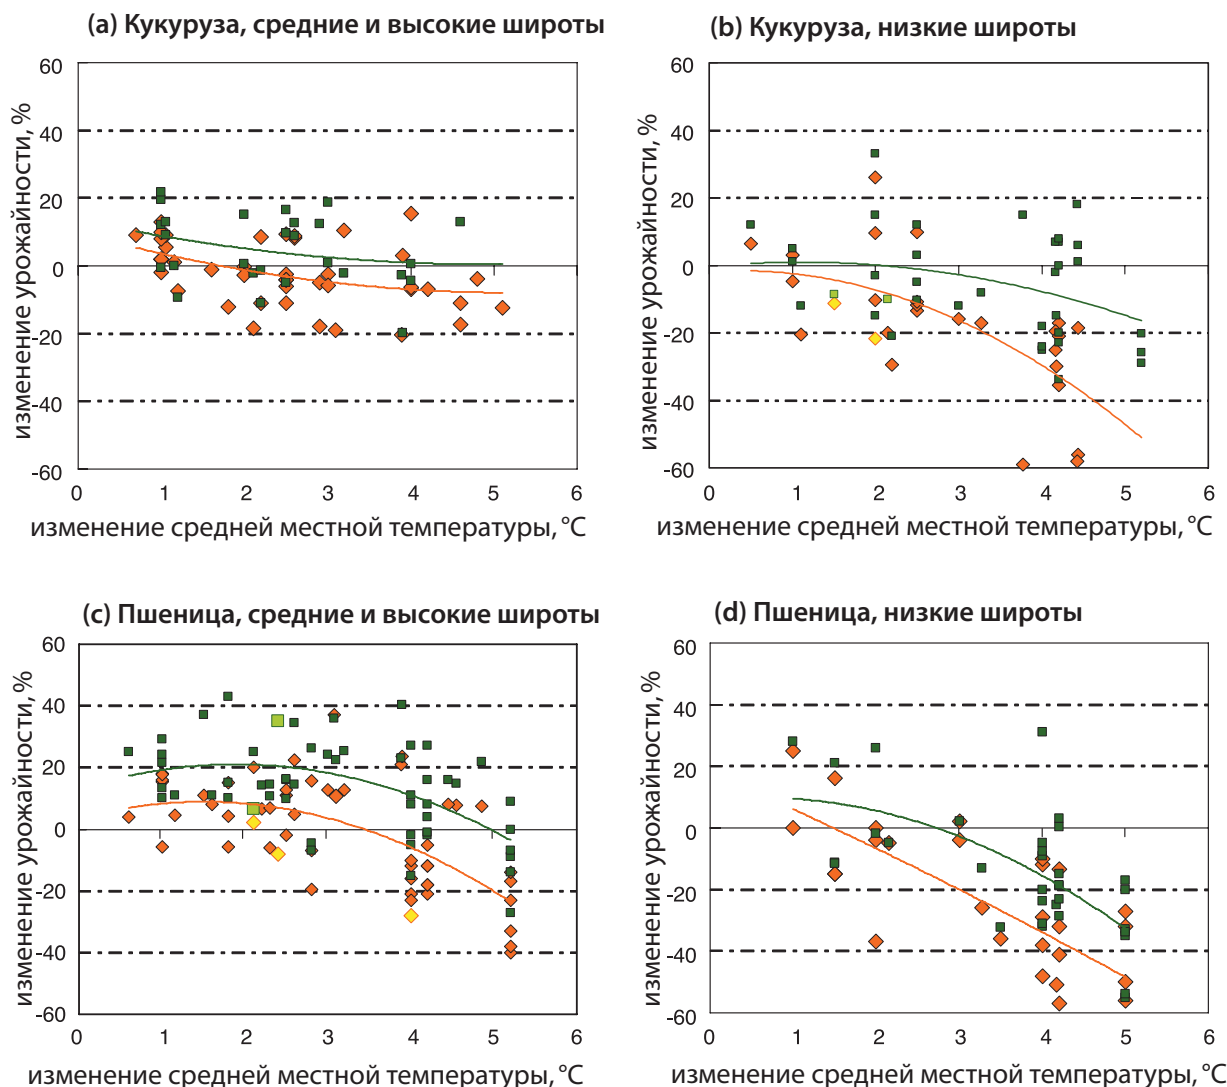 (a) Кукуруза, средние и высокие широты
изменение урожайности, %
60
40
20
0
-20
-40
-60
0 1 2 3 4 5 6
изменение средней местной температуры, °C
(b) Кукуруза, низкие широты
изменение урожайности, %
60
40
20
0
-20
-40
-60
0 1 2 3 4 5 6
изменение средней местной температуры, °C
(c) Пшеница, средние и высокие широты
изменение урожайности, %
60
40
20
0
-20
-40
-60
0 1 2 3 4 5 6
изменение средней местной температуры, °C
(d) Пшеница, низкие широты
изменение урожайности, %
60
40
20
0
-20
-40
-60
0 1 2 3 4 5 6
изменение средней местной температуры, °C